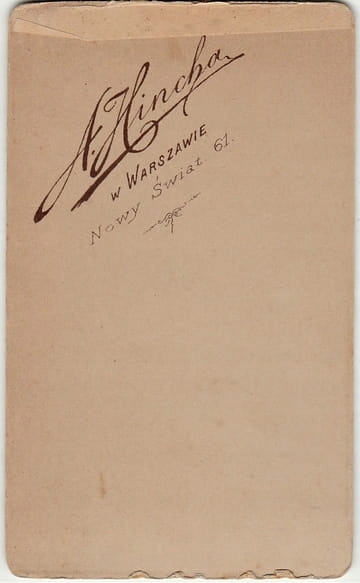 A. Hincha
W WARSZAWIE
Nowy Świat 61.